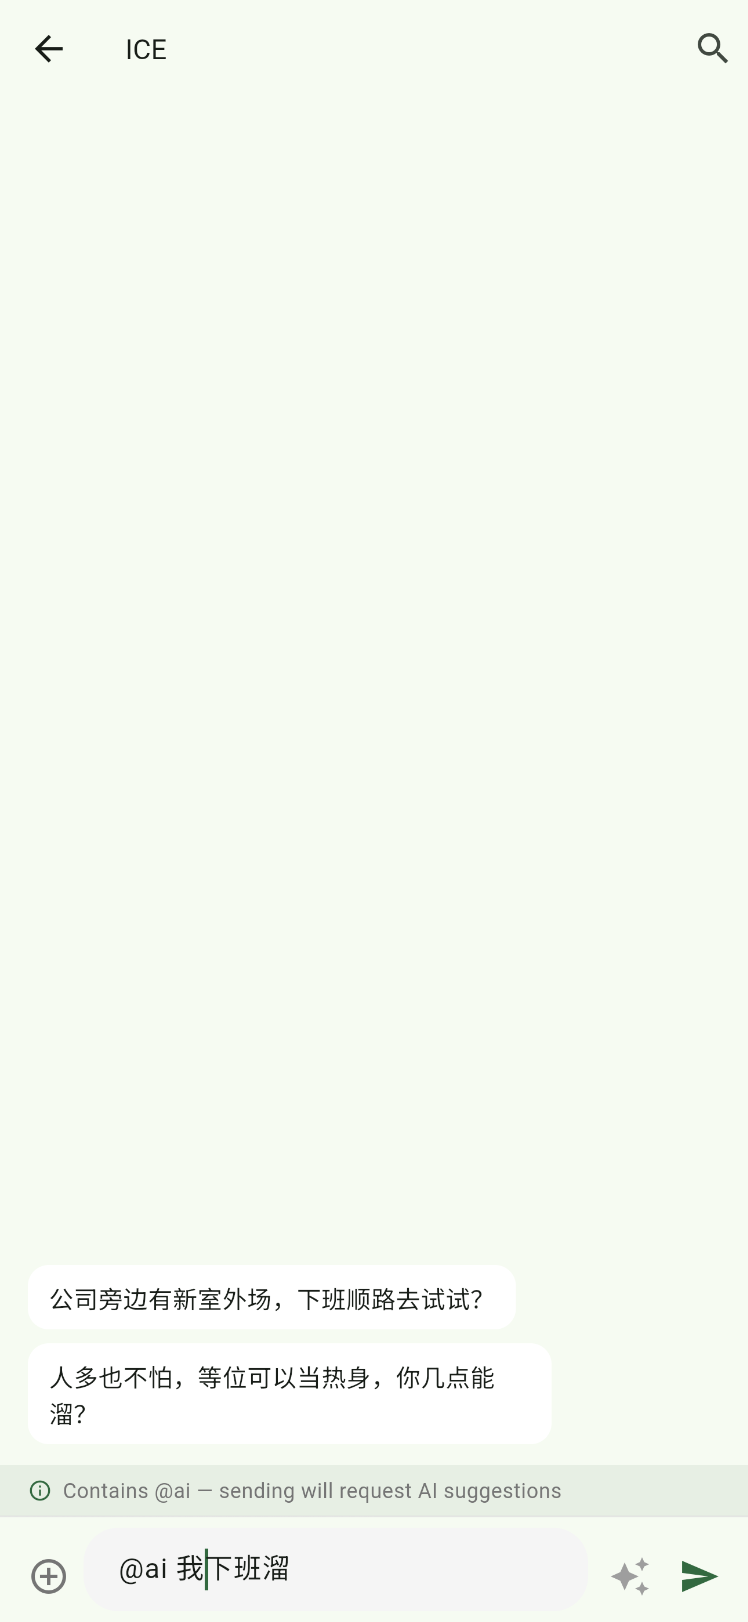 ICE
公司旁边有新室外场，下班顺路去试试？
人多也不怕，等位可以当热身，你几点能
溜？
Contains @ai — sending will request AI suggestions
@ai 我下班溜